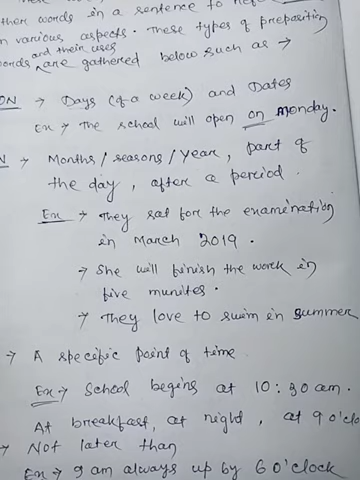 other words in a sentence to
in various aspects. These types of preposition
and their uses
words are gathered below such as →
ON → Days (of a week) and Dates
Ex → The school will open on Monday.
N → Months / seasons / Year, part of
the day, after a period.
Ex → They sat for the examination
in March 2019.
→ She will finish the work in
five munites.
→ They love to swim in summer
→ A specific point of time
Ex → School begins at 10:30 am.
At breakfast, at night, at 9 o'clo
→ Not later than
Ex → I am always up by 6 o'clock